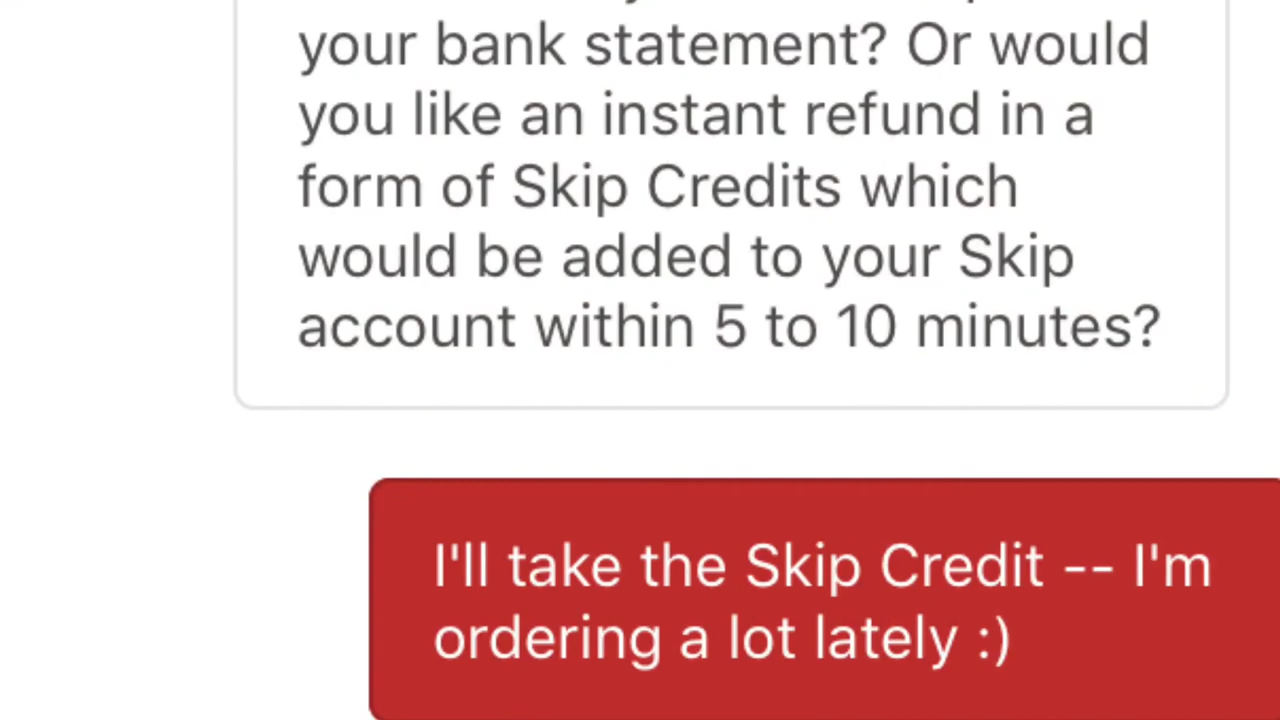 your bank statement? Or would
you like an instant refund in a
form of Skip Credits which
would be added to your Skip
account within 5 to 10 minutes?
I'll take the Skip Credit -- I'm
ordering a lot lately :)